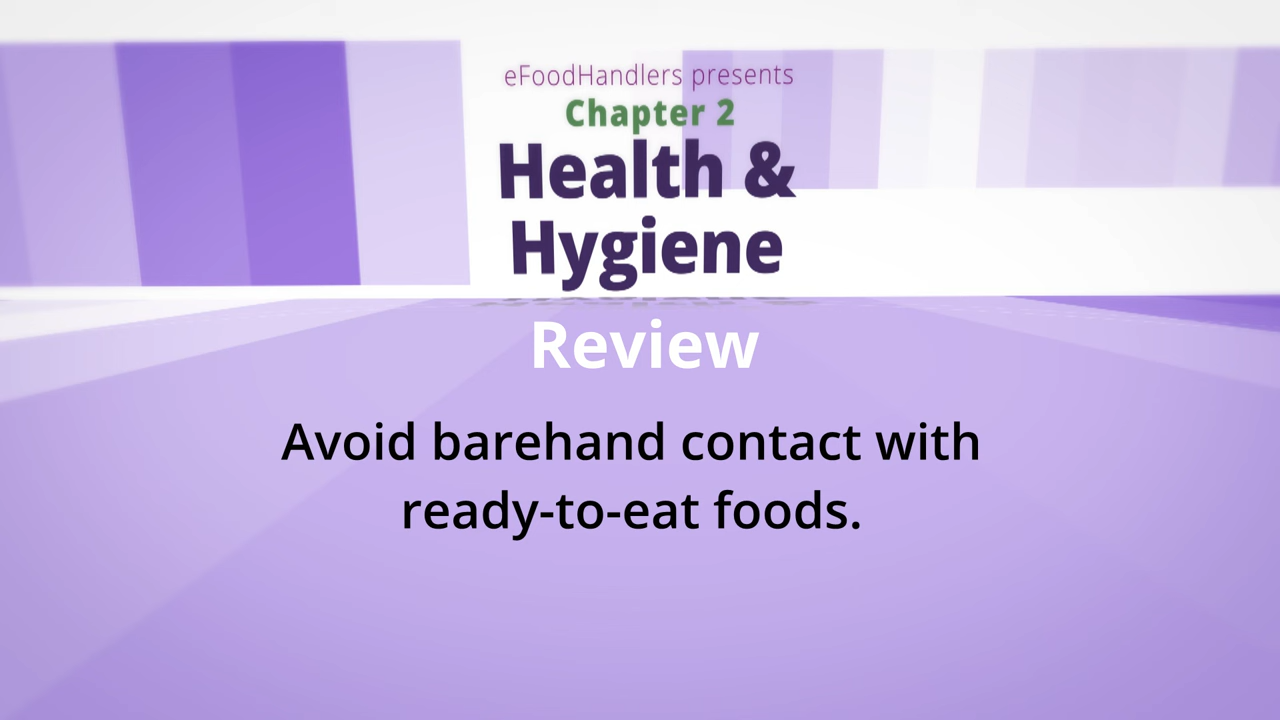 eFoodHandlers presents
Chapter 2
Health &
Hygiene
Review
Avoid barehand contact with
ready-to-eat foods.